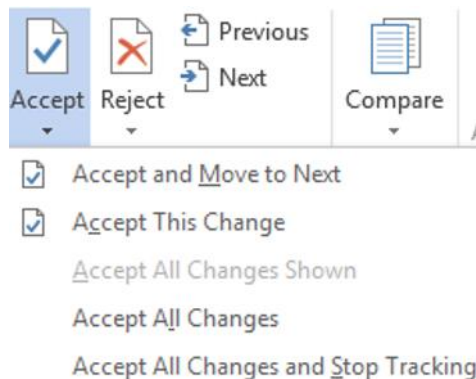 Previous
Next
Accept
Reject
Compare
Accept and Move to Next
Accept This Change
Accept All Changes Shown
Accept All Changes
Accept All Changes and Stop Tracking